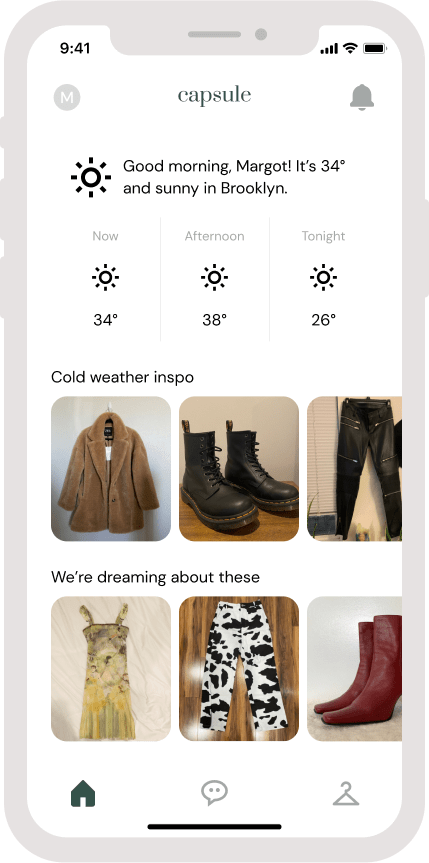 9:41
M
capsule
Good morning, Margot! It’s 34°
and sunny in Brooklyn.
Now
Afternoon
Tonight
34°
38°
26°
Cold weather inspo
We’re dreaming about these